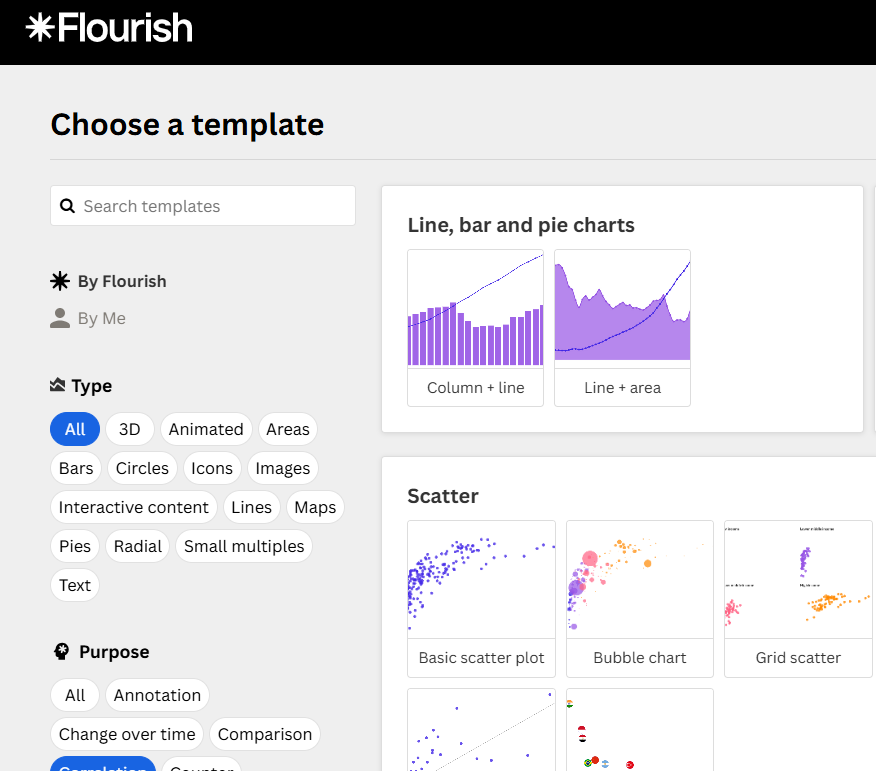 Flourish
Choose a template
Search templates
By Flourish
By Me
Type
All 3D Animated Areas
Bars Circles Icons Images
Interactive content Lines Maps
Pies Radial Small multiples
Text
Purpose
All Annotation
Change over time Comparison
Correlation Counter
Line, bar and pie charts
Column + line Line + area
Scatter
Basic scatter plot Bubble chart Grid scatter